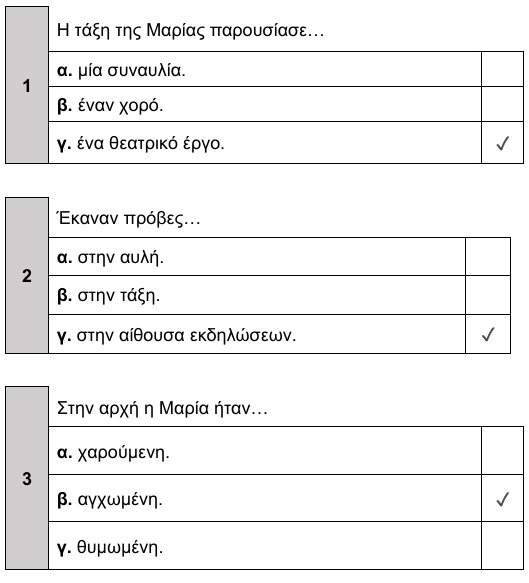 Η τάξη της Μαρίας παρουσίασε…
1
α. μία συναυλία.
β. έναν χορό.
γ. ένα θεατρικό έργο. ✓
Έκαναν πρόβες…
2
α. στην αυλή.
β. στην τάξη.
γ. στην αίθουσα εκδηλώσεων. ✓
Στην αρχή η Μαρία ήταν…
3
α. χαρούμενη.
β. αγχωμένη. ✓
γ. θυμωμένη.